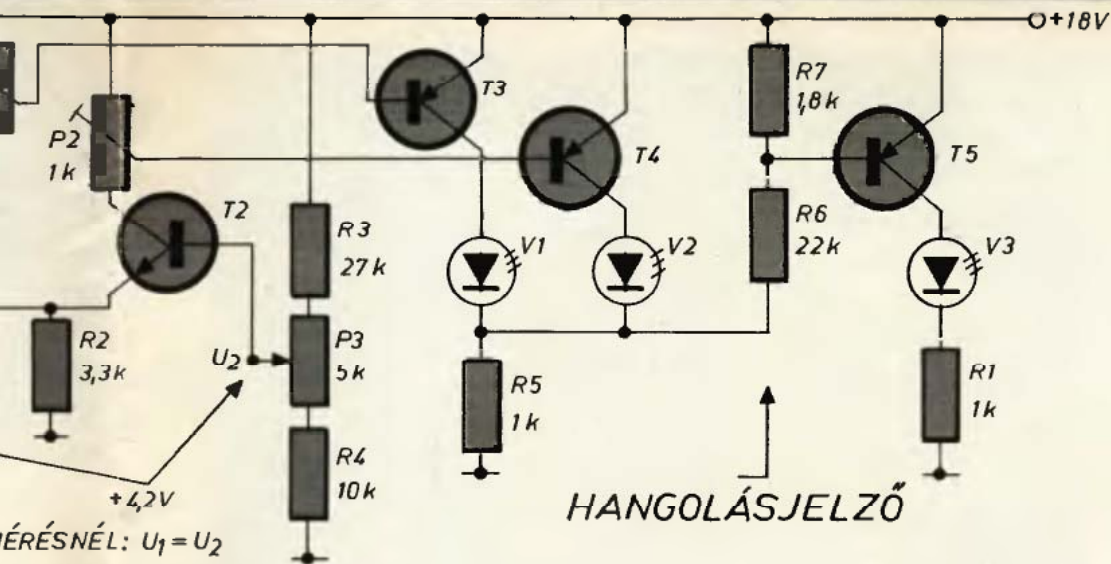 +18V
T3
R7
1,8k
P2
1k
T4
T5
T2
R3
27k
R6
22k
V1
V2
V3
R2
3,3k
U2
P3
5k
R5
1k
R1
1k
R4
10k
+4,2V
HANGOLÁSJELZŐ
MÉRÉSNÉL: U1 = U2